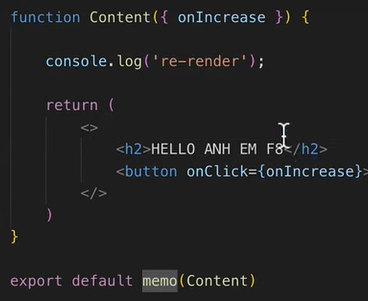 function Content({ onIncrease }) {
console.log('re-render');
return (
<>
<h2>HELLO ANH EM F8</h2>
<button onClick={onIncrease}>
</>
)
}
export default memo(Content)